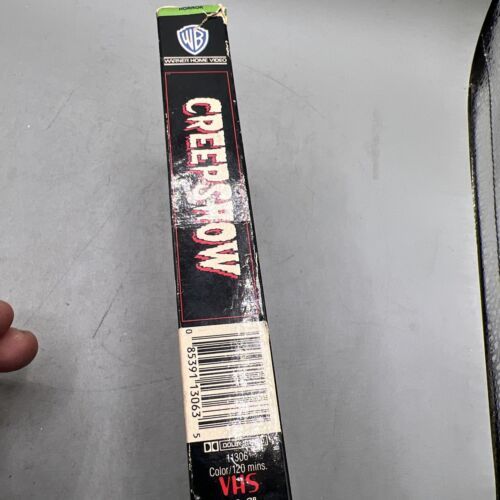 HORROR
WB
WARNER HOME VIDEO
CREEPSHOW
0 85391 13063 5
DOLBY
11306
Color/120 mins.
VHS